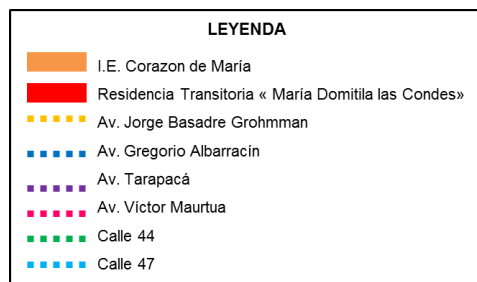 LEYENDA
I.E. Corazon de María
Residencia Transitoria « María Domitila las Condes»
Av. Jorge Basadre Grohmman
Av. Gregorio Albarracín
Av. Tarapacá
Av. Víctor Maurtua
Calle 44
Calle 47